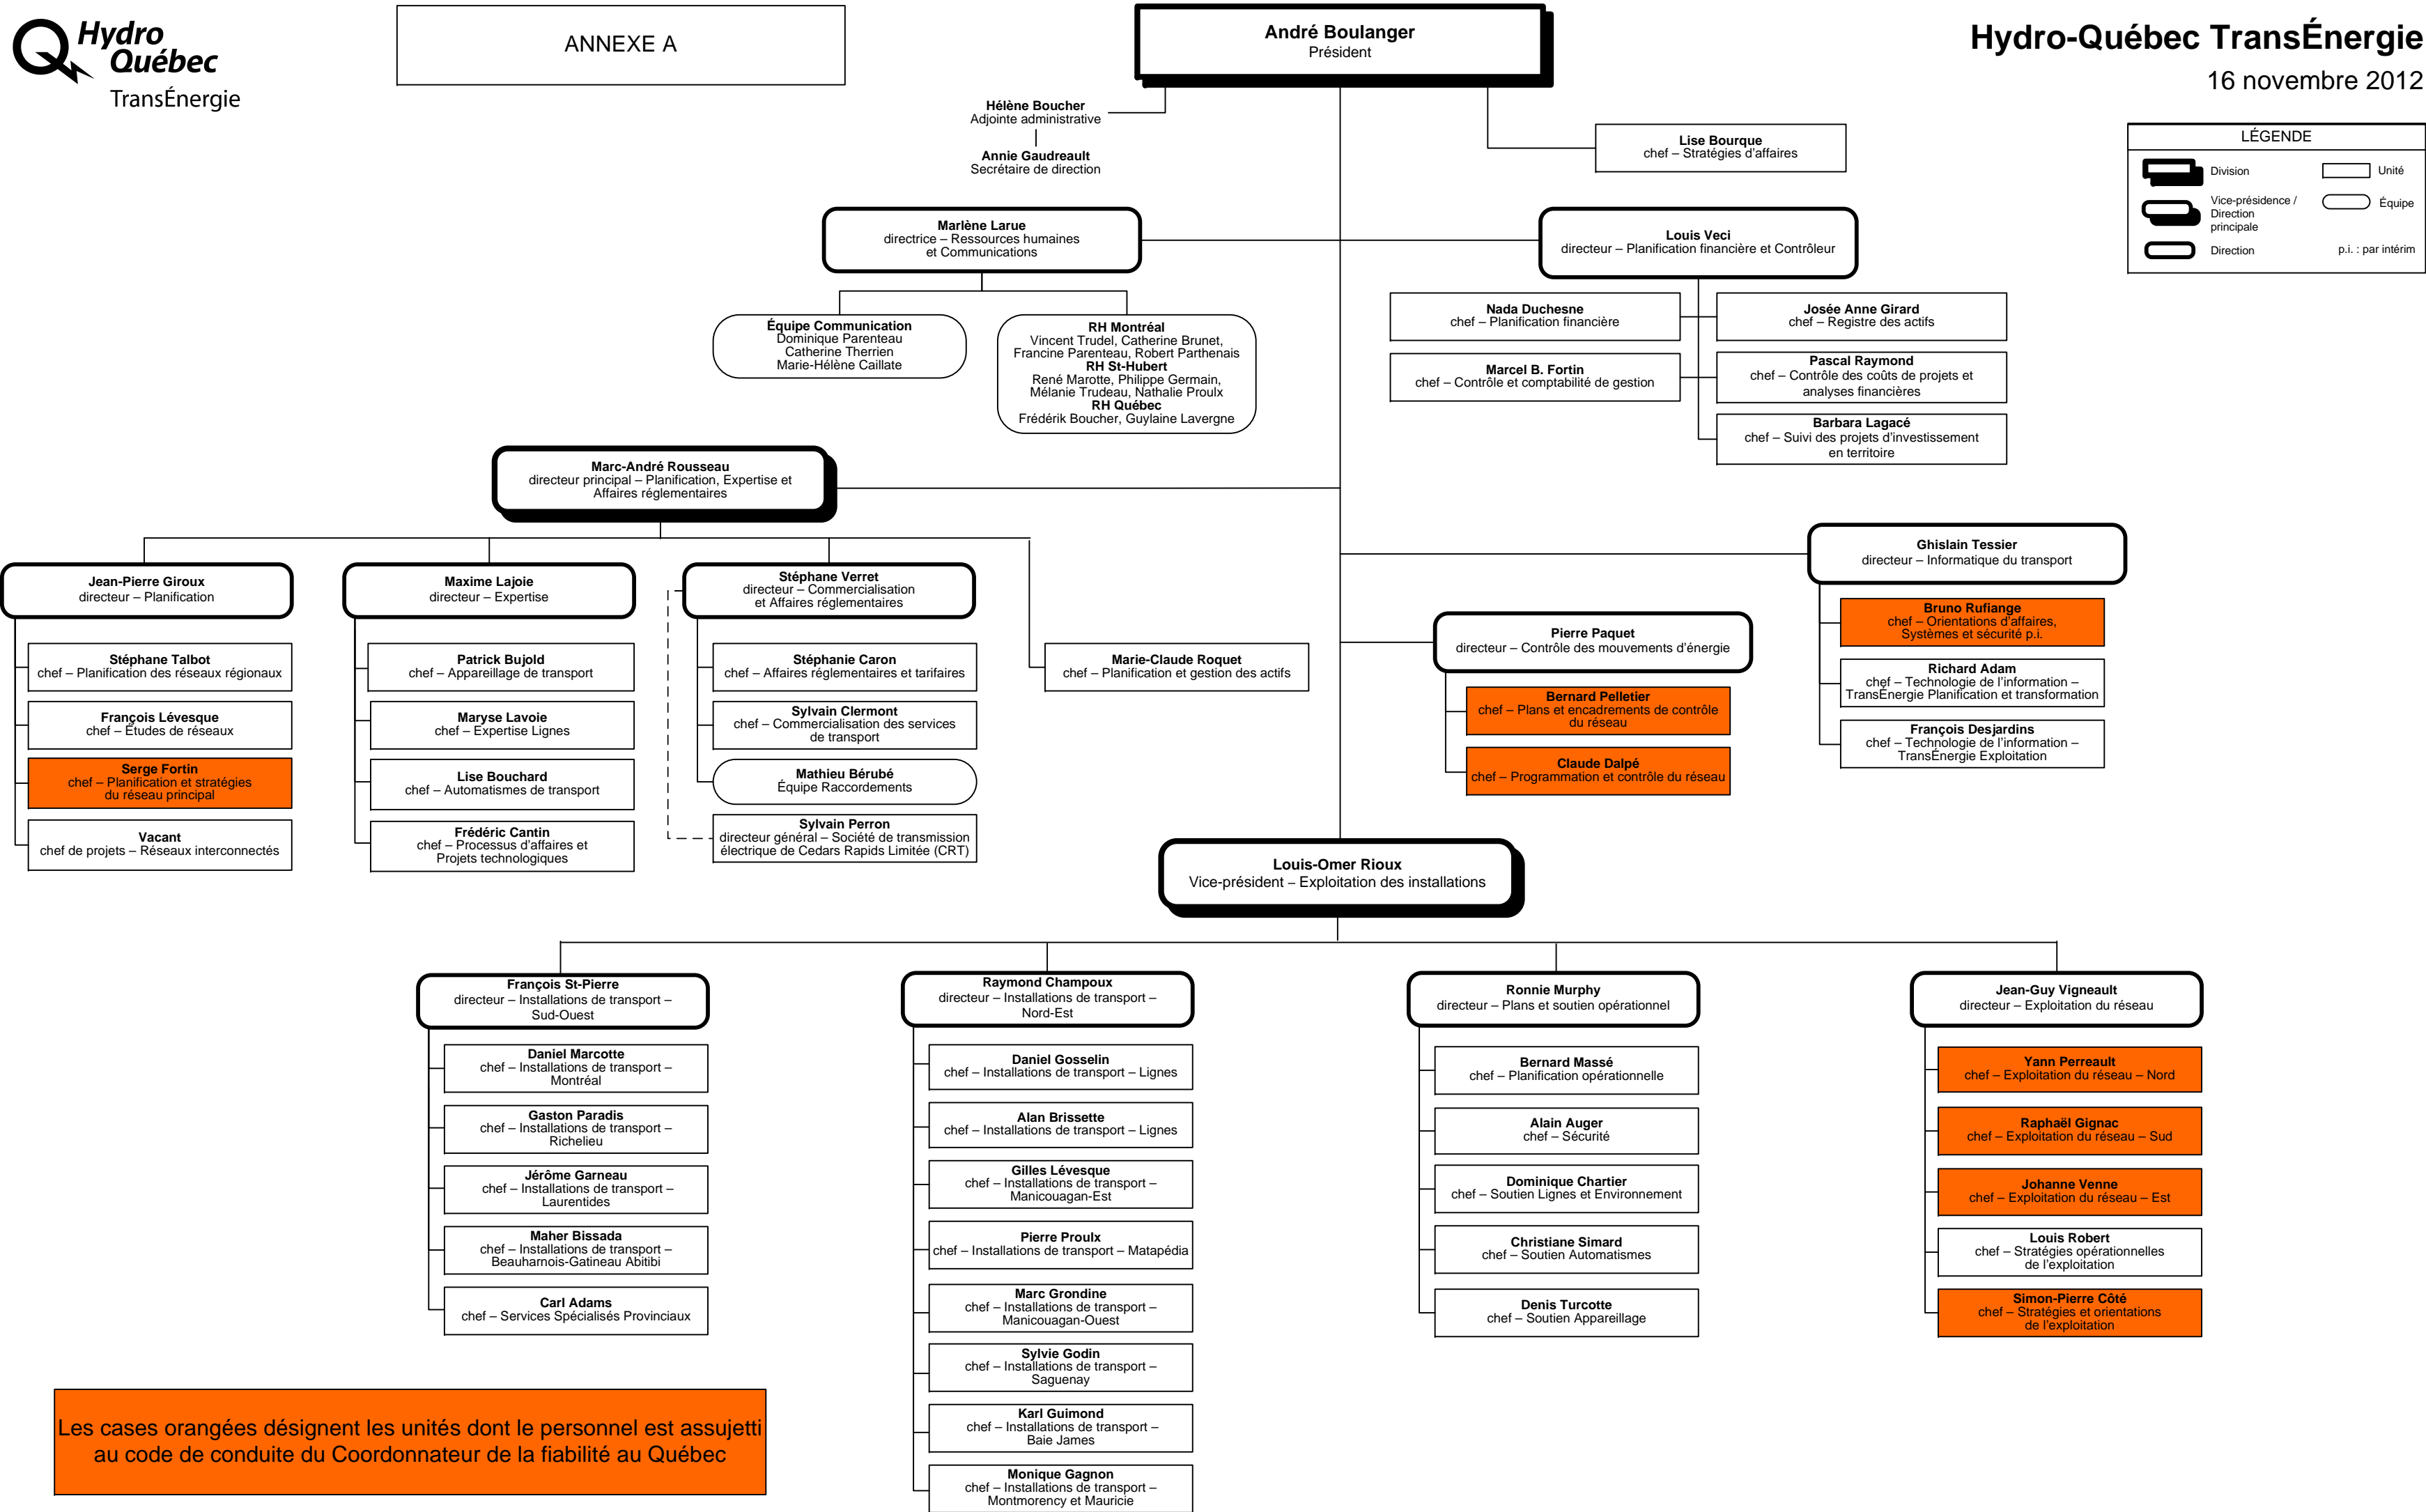 Hydro
Québec
TransÉnergie
ANNEXE A
André Boulanger
Président
Hydro-Québec TransÉnergie
16 novembre 2012
Hélène Boucher
Adjointe administrative
Annie Gaudreault
Secrétaire de direction
Lise Bourque
chef – Stratégies d'affaires
LÉGENDE
Division
Unité
Vice-présidence /
Direction
principale
Équipe
Direction
p.i. : par intérim
Marlène Larue
directrice – Ressources humaines
et Communications
Louis Veci
directeur – Planification financière et Contrôleur
Équipe Communication
Dominique Parenteau
Catherine Therrien
Marie-Hélène Caillate
RH Montréal
Vincent Trudel, Catherine Brunet,
Francine Parenteau, Robert Parthenais
RH St-Hubert
René Marotte, Philippe Germain,
Mélanie Trudeau, Nathalie Proulx
RH Québec
Frédérik Boucher, Guylaine Lavergne
Nada Duchesne
chef – Planification financière
Josée Anne Girard
chef – Registre des actifs
Marcel B. Fortin
chef – Contrôle et comptabilité de gestion
Pascal Raymond
chef – Contrôle des coûts de projets et
analyses financières
Barbara Lagacé
chef – Suivi des projets d'investissement
en territoire
Marc-André Rousseau
directeur principal – Planification, Expertise et
Affaires réglementaires
Jean-Pierre Giroux
directeur – Planification
Stéphane Talbot
chef – Planification des réseaux régionaux
François Lévesque
chef – Études de réseaux
Serge Fortin
chef – Planification et stratégies
du réseau principal
Vacant
chef de projets – Réseaux interconnectés
Maxime Lajoie
directeur – Expertise
Patrick Bujold
chef – Appareillage de transport
Maryse Lavoie
chef – Expertise Lignes
Lise Bouchard
chef – Automatismes de transport
Frédéric Cantin
chef – Processus d'affaires et
Projets technologiques
Stéphane Verret
directeur – Commercialisation
et Affaires réglementaires
Stéphanie Caron
chef – Affaires réglementaires et tarifaires
Sylvain Clermont
chef – Commercialisation des services
de transport
Mathieu Bérubé
Équipe Raccordements
Sylvain Perron
directeur général – Société de transmission
électrique de Cedars Rapids Limitée (CRT)
Marie-Claude Roquet
chef – Planification et gestion des actifs
Pierre Paquet
directeur – Contrôle des mouvements d'énergie
Bernard Pelletier
chef – Plans et encadrements de contrôle
du réseau
Claude Dalpé
chef – Programmation et contrôle du réseau
Ghislain Tessier
directeur – Informatique du transport
Bruno Rufiange
chef – Orientations d'affaires,
Systèmes et sécurité p.i.
Richard Adam
chef – Technologie de l'information –
TransÉnergie Planification et transformation
François Desjardins
chef – Technologie de l'information –
TransÉnergie Exploitation
Louis-Omer Rioux
Vice-président – Exploitation des installations
François St-Pierre
directeur – Installations de transport –
Sud-Ouest
Daniel Marcotte
chef – Installations de transport –
Montréal
Gaston Paradis
chef – Installations de transport –
Richelieu
Jérôme Garneau
chef – Installations de transport –
Laurentides
Maher Bissada
chef – Installations de transport –
Beauharnois-Gatineau Abitibi
Carl Adams
chef – Services Spécialisés Provinciaux
Raymond Champoux
directeur – Installations de transport –
Nord-Est
Daniel Gosselin
chef – Installations de transport – Lignes
Alan Brissette
chef – Installations de transport – Lignes
Gilles Lévesque
chef – Installations de transport –
Manicouagan-Est
Pierre Proulx
chef – Installations de transport – Matapédia
Marc Grondine
chef – Installations de transport –
Manicouagan-Ouest
Sylvie Godin
chef – Installations de transport –
Saguenay
Karl Guimond
chef – Installations de transport –
Baie James
Monique Gagnon
chef – Installations de transport –
Montmorency et Mauricie
Ronnie Murphy
directeur – Plans et soutien opérationnel
Bernard Massé
chef – Planification opérationnelle
Alain Auger
chef – Sécurité
Dominique Chartier
chef – Soutien Lignes et Environnement
Christiane Simard
chef – Soutien Automatismes
Denis Turcotte
chef – Soutien Appareillage
Jean-Guy Vigneault
directeur – Exploitation du réseau
Yann Perreault
chef – Exploitation du réseau – Nord
Raphaël Gignac
chef – Exploitation du réseau – Sud
Johanne Venne
chef – Exploitation du réseau – Est
Louis Robert
chef – Stratégies opérationnelles
de l'exploitation
Simon-Pierre Côté
chef – Stratégies et orientations
de l'exploitation
Les cases orangées désignent les unités dont le personnel est assujetti
au code de conduite du Coordonnateur de la fiabilité au Québec